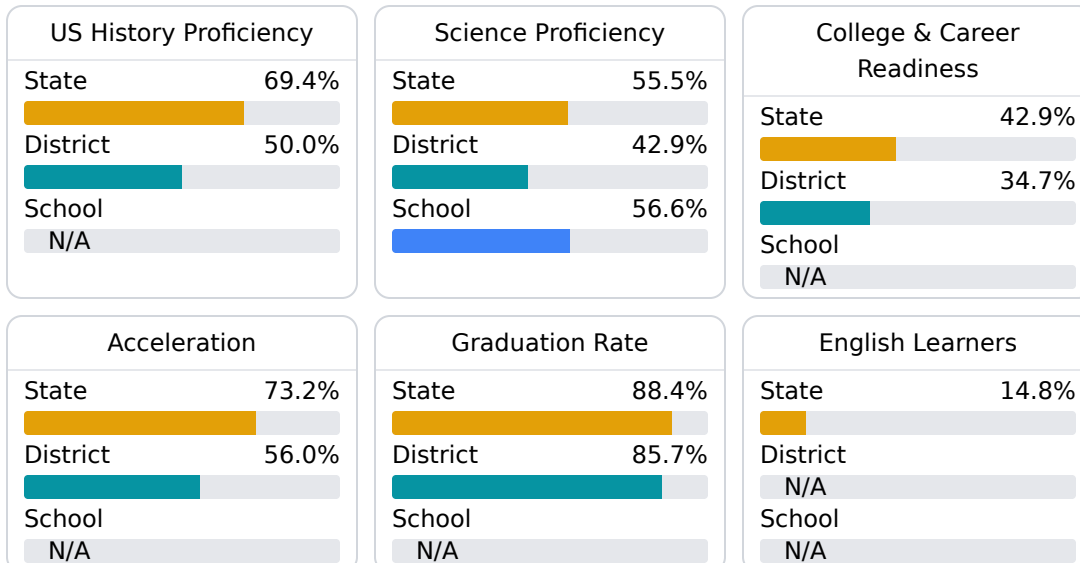 US History Proficiency
State 69.4%
District 50.0%
School
N/A
Science Proficiency
State 55.5%
District 42.9%
School 56.6%
College & Career
Readiness
State 42.9%
District 34.7%
School
N/A
Acceleration
State 73.2%
District 56.0%
School
N/A
Graduation Rate
State 88.4%
District 85.7%
School
N/A
English Learners
State 14.8%
District
N/A
School
N/A